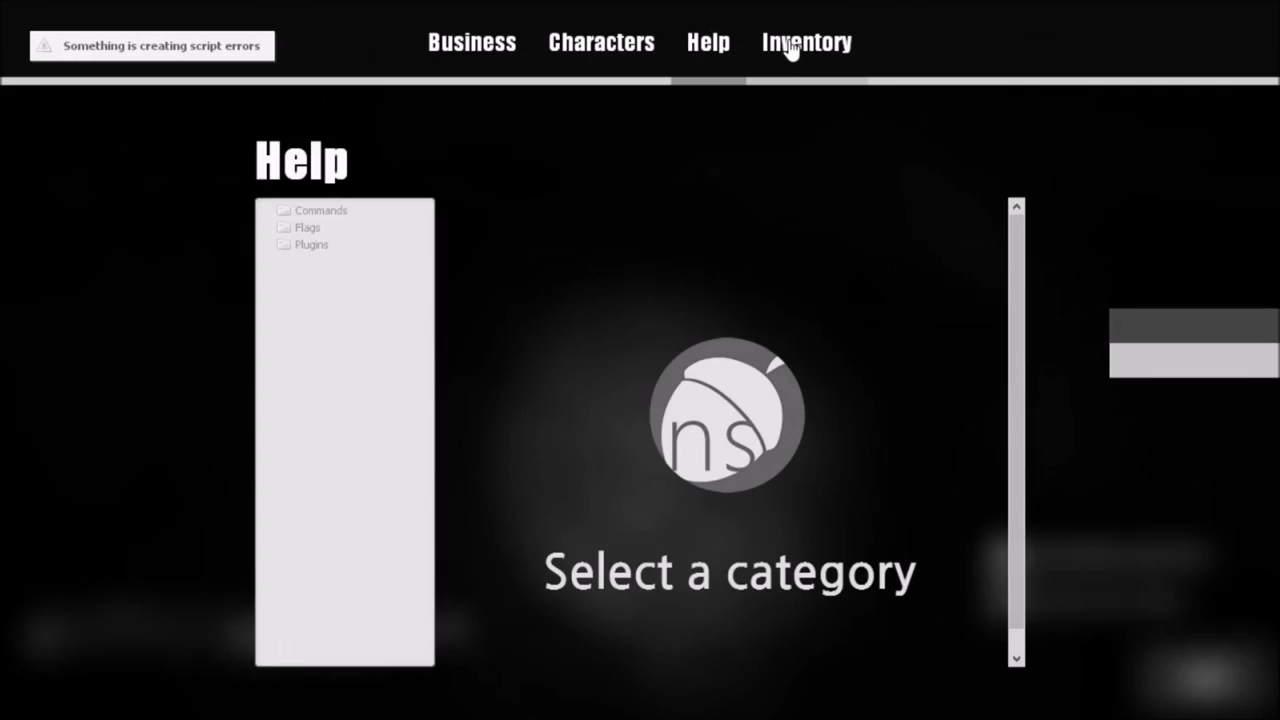 Something is creating script errors
Business Characters Help Inventory
Help
Commands
Flags
Plugins
ns
Select a category